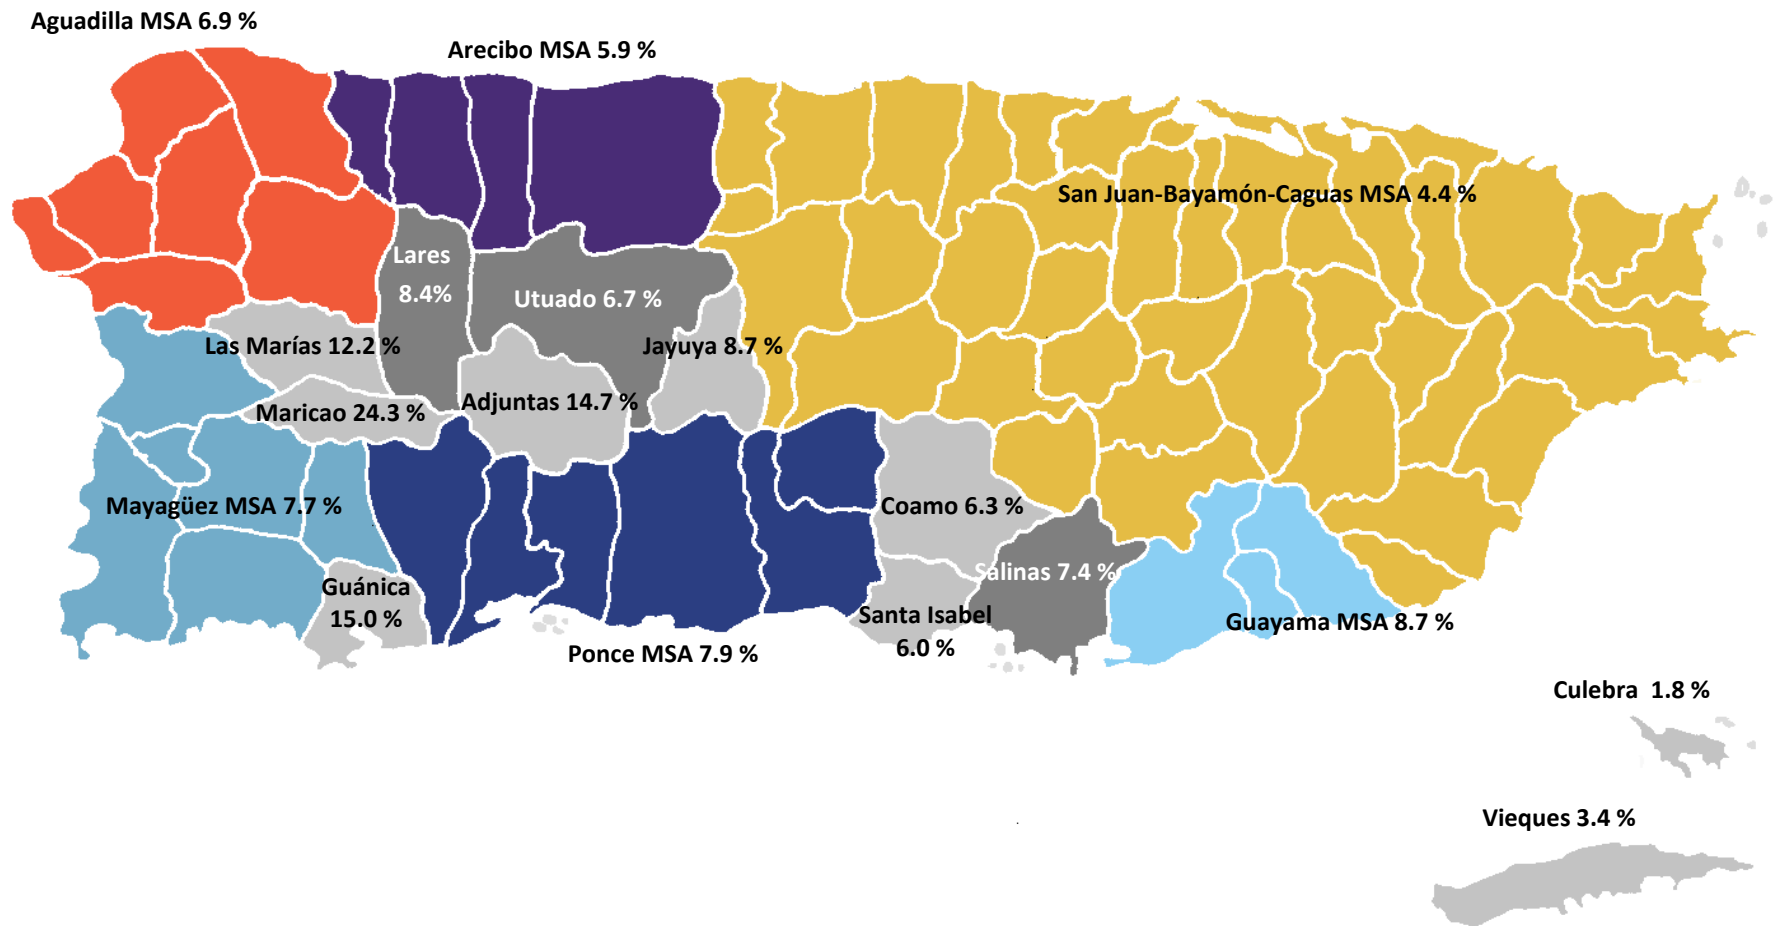 Aguadilla MSA 6.9 %
Arecibo MSA 5.9 %
San Juan-Bayamón-Caguas MSA 4.4 %
Lares
8.4%
Utuado 6.7 %
Las Marías 12.2 %
Jayuya 8.7 %
Maricao 24.3 %
Adjuntas 14.7 %
Mayagüez MSA 7.7 %
Coamo 6.3 %
Salinas 7.4 %
Guánica
15.0 %
Santa Isabel
6.0 %
Guayama MSA 8.7 %
Ponce MSA 7.9 %
Culebra 1.8 %
Vieques 3.4 %